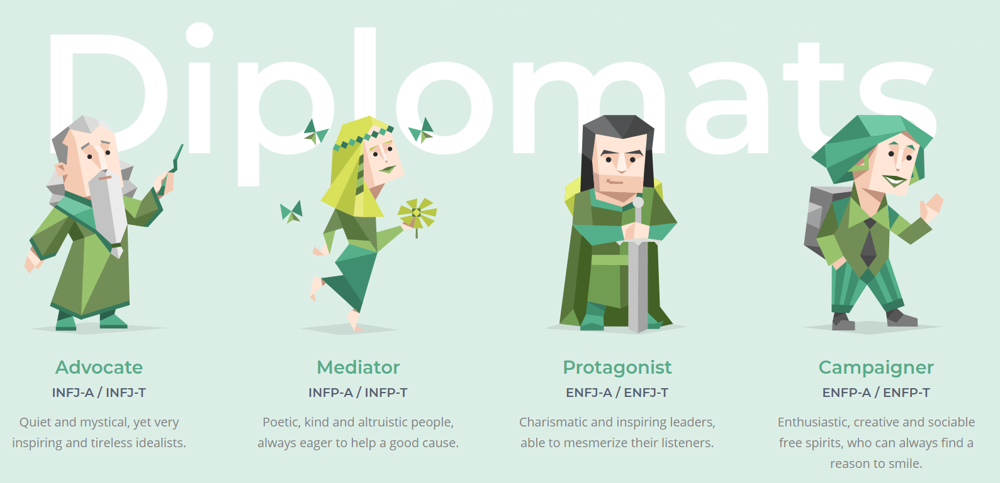 Diplomats
Advocate
INFJ-A / INFJ-T
Quiet and mystical, yet very
inspiring and tireless idealists.
Mediator
INFP-A / INFP-T
Poetic, kind and altruistic people,
always eager to help a good cause.
Protagonist
ENFJ-A / ENFJ-T
Charismatic and inspiring leaders,
able to mesmerize their listeners.
Campaigner
ENFP-A / ENFP-T
Enthusiastic, creative and sociable
free spirits, who can always find a
reason to smile.